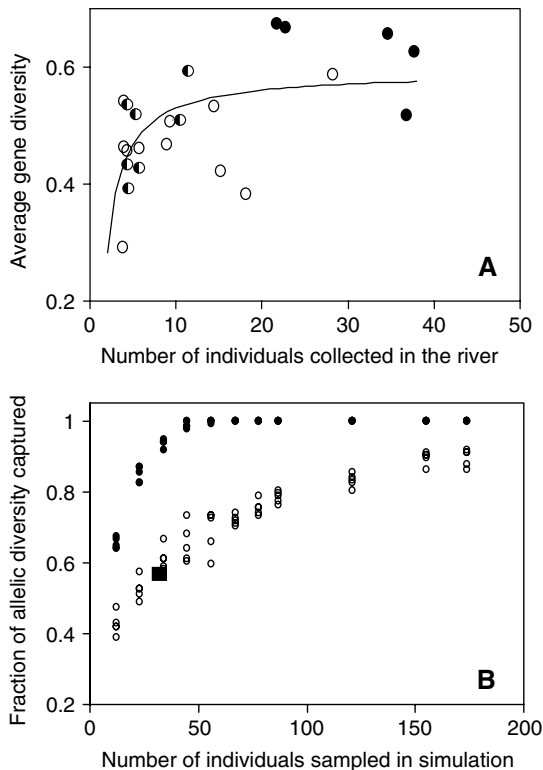 Average gene diversity
0.6
0.4
0.2
A
0 10 20 30 40 50
Number of individuals collected in the river
Fraction of allelic diversity captured
1
0.8
0.6
0.4
0.2
B
0 50 100 150 200
Number of individuals sampled in simulation